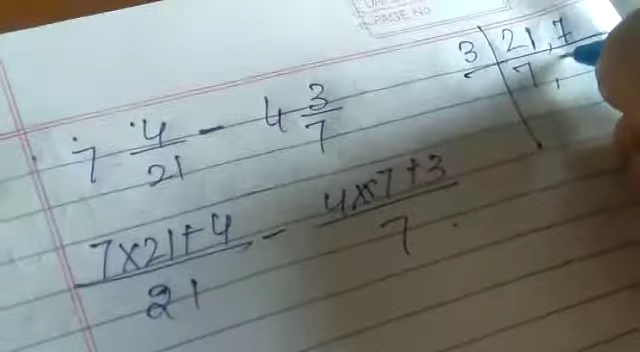 PAGE NO
3 | 21, 7
7,
7 4/21 - 4 3/7
7×21+4/21 - 4×7+3/7